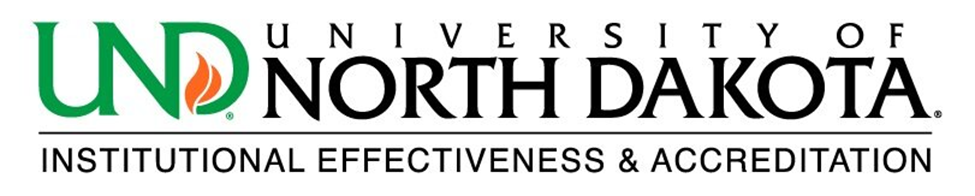 UND® UNIVERSITY OF
NORTH DAKOTA®
INSTITUTIONAL EFFECTIVENESS & ACCREDITATION